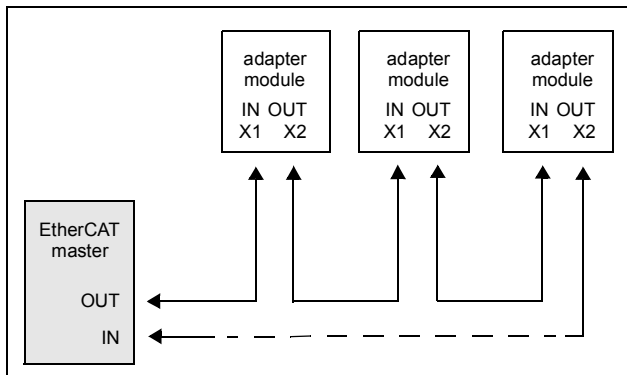 adapter
module
IN OUT
X1 X2
adapter
module
IN OUT
X1 X2
adapter
module
IN OUT
X1 X2
EtherCAT
master
OUT
IN